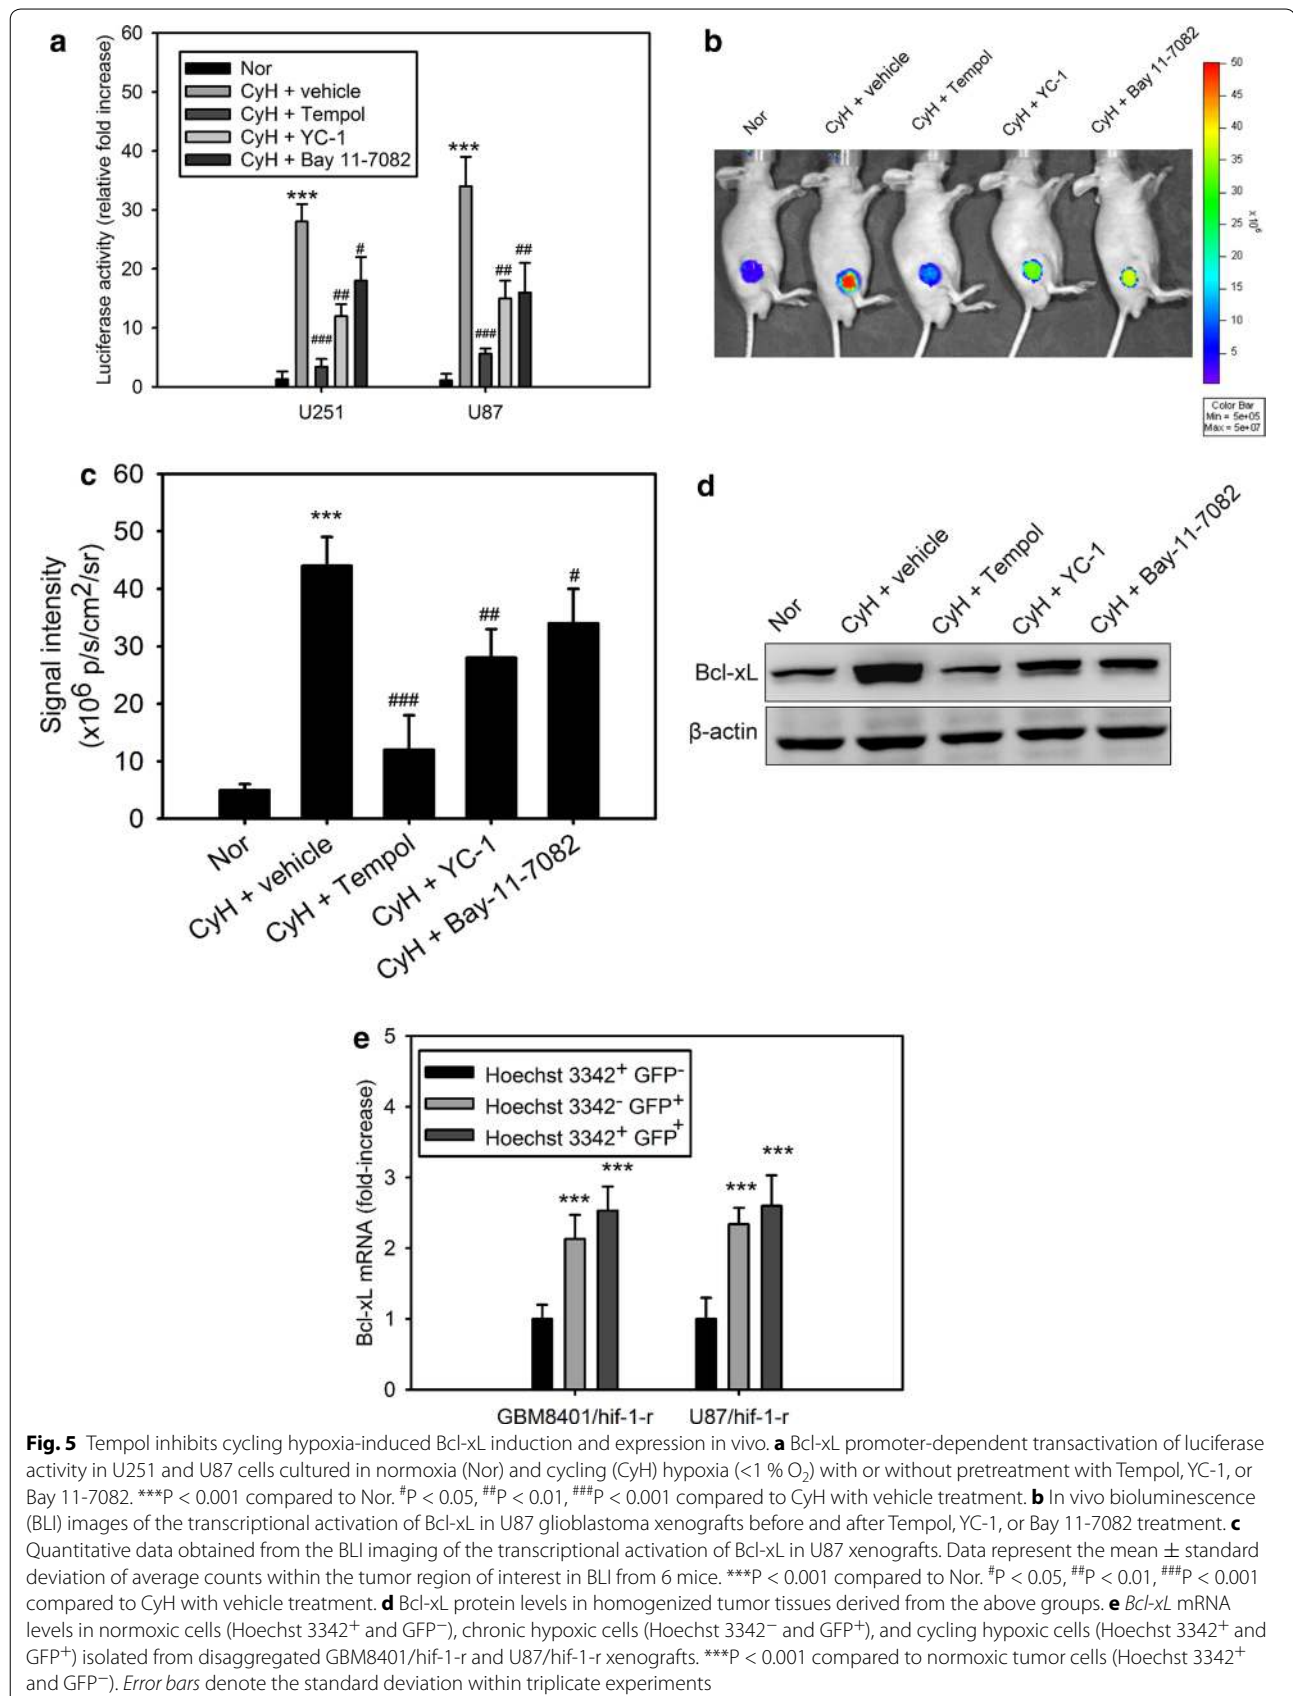 a
60
50
40
30
20
10
0
Luciferase activity (relative fold increase)
Nor
CyH + vehicle
CyH + Tempol
CyH + YC-1
CyH + Bay 11-7082
***
###
##
#
***
###
##
##
U251
U87
b
Nor
CyH + vehicle
CyH + Tempol
CyH + YC-1
CyH + Bay 11-7082
50
45
40
35
30
25
20
15
10
5
x 10⁶
Color Bar
Min = 5e+05
Max = 5e+07
c
60
50
40
30
20
10
0
Signal intensity
(x10⁶ p/s/cm2/sr)
***
###
##
#
Nor
CyH + vehicle
CyH + Tempol
CyH + YC-1
CyH + Bay-11-7082
d
Nor
CyH + vehicle
CyH + Tempol
CyH + YC-1
CyH + Bay-11-7082
Bcl-xL
β-actin
e
5
4
3
2
1
0
Bcl-xL mRNA (fold-increase)
Hoechst 3342⁺ GFP⁻
Hoechst 3342⁻ GFP⁺
Hoechst 3342⁺ GFP⁺
***
***
***
***
GBM8401/hif-1-r
U87/hif-1-r
Fig. 5 Tempol inhibits cycling hypoxia-induced Bcl-xL induction and expression in vivo. a Bcl-xL promoter-dependent transactivation of luciferase
activity in U251 and U87 cells cultured in normoxia (Nor) and cycling (CyH) hypoxia (<1 % O₂) with or without pretreatment with Tempol, YC-1, or
Bay 11-7082. ***P < 0.001 compared to Nor. #P < 0.05, ##P < 0.01, ###P < 0.001 compared to CyH with vehicle treatment. b In vivo bioluminescence
(BLI) images of the transcriptional activation of Bcl-xL in U87 glioblastoma xenografts before and after Tempol, YC-1, or Bay 11-7082 treatment. c
Quantitative data obtained from the BLI imaging of the transcriptional activation of Bcl-xL in U87 xenografts. Data represent the mean ± standard
deviation of average counts within the tumor region of interest in BLI from 6 mice. ***P < 0.001 compared to Nor. #P < 0.05, ##P < 0.01, ###P < 0.001
compared to CyH with vehicle treatment. d Bcl-xL protein levels in homogenized tumor tissues derived from the above groups. e Bcl-xL mRNA
levels in normoxic cells (Hoechst 3342⁺ and GFP⁻), chronic hypoxic cells (Hoechst 3342⁻ and GFP⁺), and cycling hypoxic cells (Hoechst 3342⁺ and
GFP⁺) isolated from disaggregated GBM8401/hif-1-r and U87/hif-1-r xenografts. ***P < 0.001 compared to normoxic tumor cells (Hoechst 3342⁺
and GFP⁻). Error bars denote the standard deviation within triplicate experiments